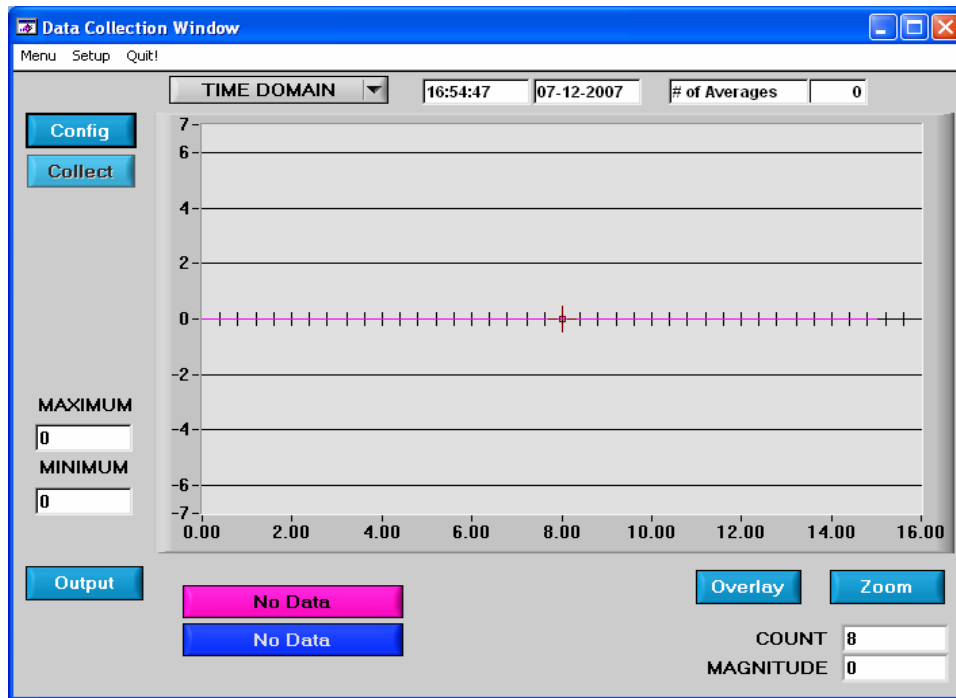 Data Collection Window
Menu Setup Quit!
TIME DOMAIN 16:54:47 07-12-2007 # of Averages 0
Config
Collect
7
6
4
2
0
-2
-4
-6
-7
0.00 2.00 4.00 6.00 8.00 10.00 12.00 14.00 16.00
MAXIMUM
0
MINIMUM
0
Output
No Data
No Data
Overlay Zoom
COUNT 8
MAGNITUDE 0